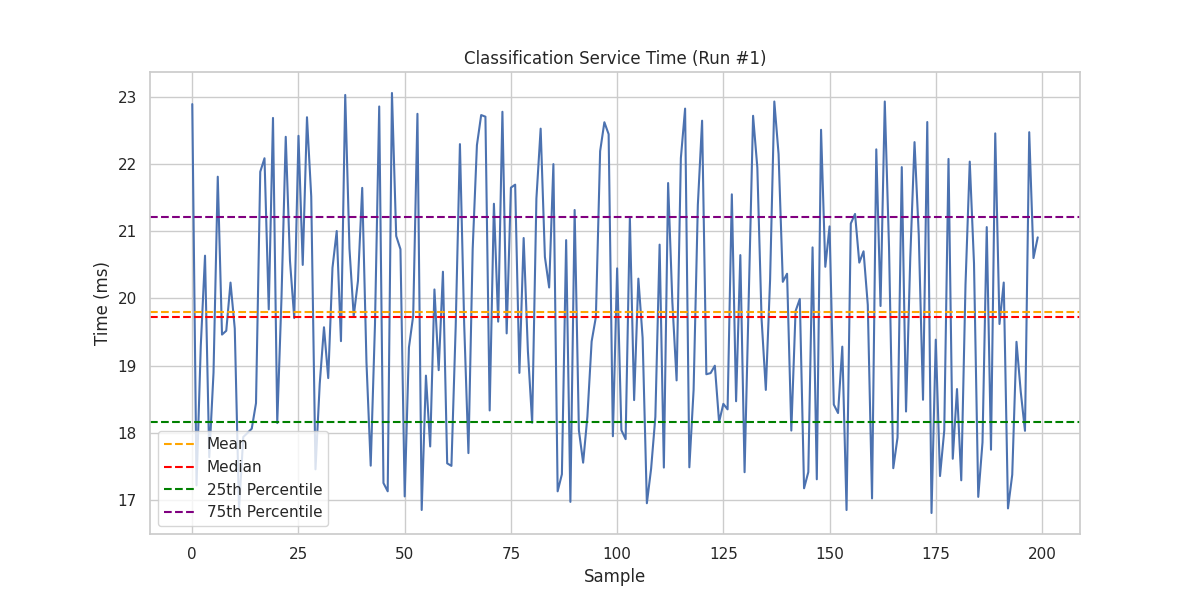 Classification Service Time (Run #1)
Time (ms)
23
22
21
20
19
18
17
Mean
Median
25th Percentile
75th Percentile
0 25 50 75 100 125 150 175 200
Sample